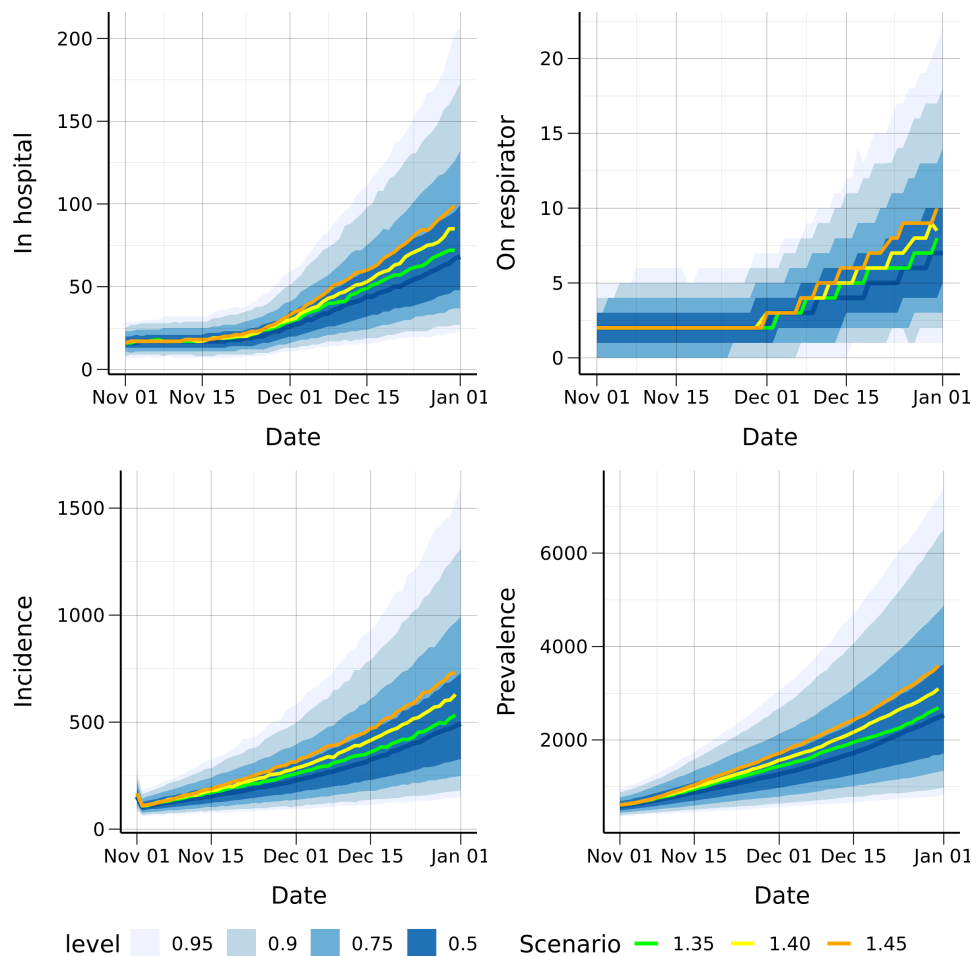 In hospital
200
150
100
50
0
Nov 01 Nov 15 Dec 01 Dec 15 Jan 01
Date
On respirator
20
15
10
5
0
Nov 01 Nov 15 Dec 01 Dec 15 Jan 01
Date
Incidence
1500
1000
500
0
Nov 01 Nov 15 Dec 01 Dec 15 Jan 01
Date
Prevalence
6000
4000
2000
Nov 01 Nov 15 Dec 01 Dec 15 Jan 01
Date
level 0.95 0.9 0.75 0.5 Scenario 1.35 1.40 1.45